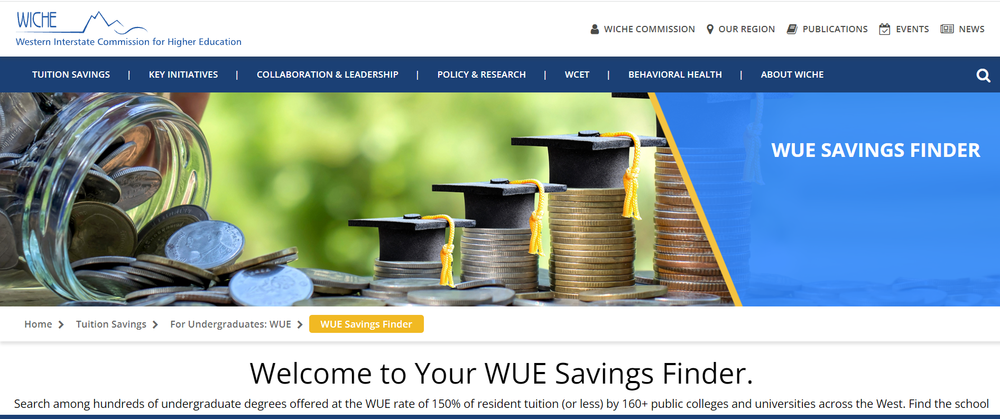 WICHE
Western Interstate Commission for Higher Education
WICHE COMMISSION
OUR REGION
PUBLICATIONS
EVENTS
NEWS
TUITION SAVINGS | KEY INITIATIVES | COLLABORATION & LEADERSHIP | POLICY & RESEARCH | WCET | BEHAVIORAL HEALTH | ABOUT WICHE
WUE SAVINGS FINDER
Home
Tuition Savings
For Undergraduates: WUE
WUE Savings Finder
Welcome to Your WUE Savings Finder.
Search among hundreds of undergraduate degrees offered at the WUE rate of 150% of resident tuition (or less) by 160+ public colleges and universities across the West. Find the school